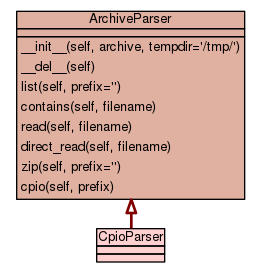 ArchiveParser
__init__(self, archive, tempdir='/tmp/')
__del__(self)
list(self, prefix='')
contains(self, filename)
read(self, filename)
direct_read(self, filename)
zip(self, prefix='')
cpio(self, prefix)
CpioParser